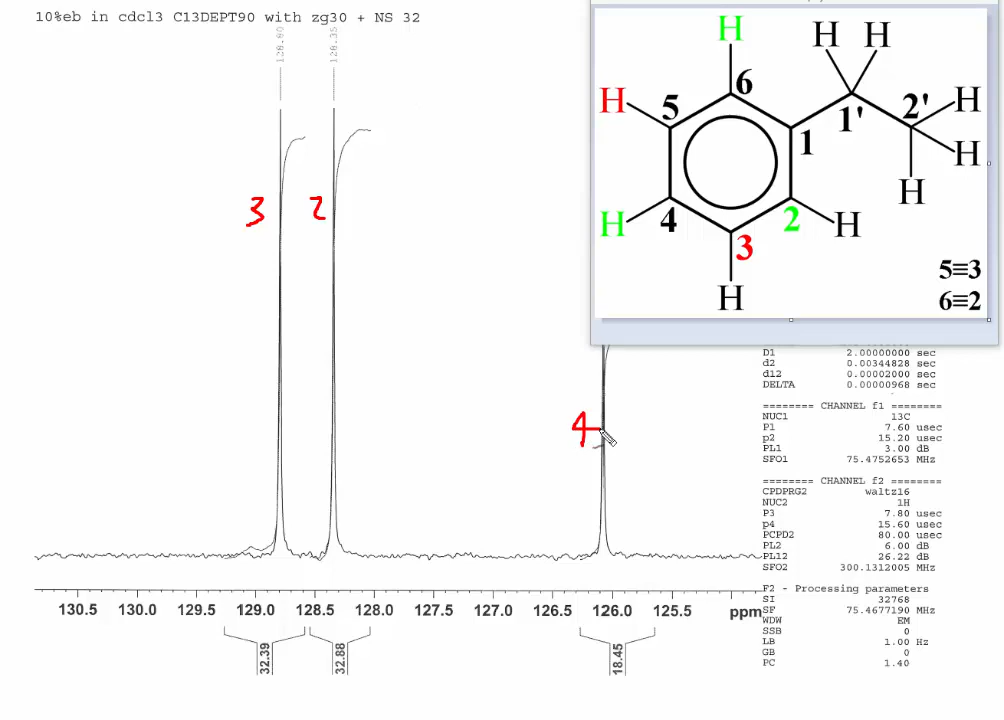 10%eb in cdcl3 C13DEPT90 with zg30 + NS 32
128.80
128.35
3
2
4
H
H
H
H
6
5
2'
H
1'
1
H
H
H
4
2
H
3
H
5≡3
6≡2
D1 2.00000000 sec
d2 0.00344828 sec
d12 0.00002000 sec
DELTA 0.00000968 sec
======== CHANNEL f1 ========
NUC1 13C
P1 7.60 usec
p2 15.20 usec
PL1 3.00 dB
SFO1 75.4752653 MHz
======== CHANNEL f2 ========
CPDPRG2 waltz16
NUC2 1H
P3 7.80 usec
p4 15.60 usec
PCPD2 80.00 usec
PL2 6.00 dB
PL12 26.22 dB
SFO2 300.1312005 MHz
F2 - Processing parameters
SI 32768
SF 75.4677190 MHz
WDW EM
SSB 0
LB 1.00 Hz
GB 0
PC 1.40
130.5 130.0 129.5 129.0 128.5 128.0 127.5 127.0 126.5 126.0 125.5 ppm
32.39
32.88
18.45